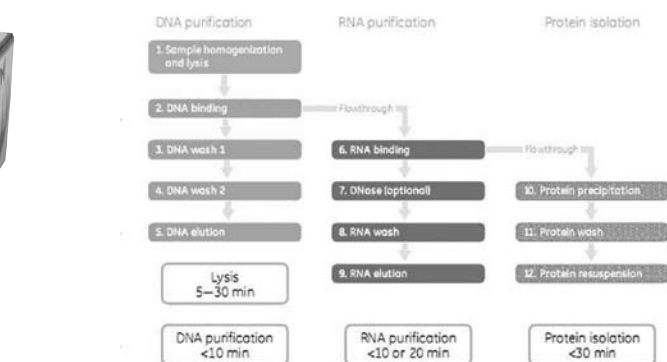 DNA purification
RNA purification
Protein isolation
1. Sample homogenization
and lysis
2. DNA binding
Flowthrough
3. DNA wash 1
6. RNA binding
Flowthrough
4. DNA wash 2
7. DNase (optional)
10. Protein precipitation
5. DNA elution
8. RNA wash
11. Protein wash
9. RNA elution
12. Protein resuspension
Lysis
5–30 min
DNA purification
<10 min
RNA purification
<10 or 20 min
Protein isolation
<30 min